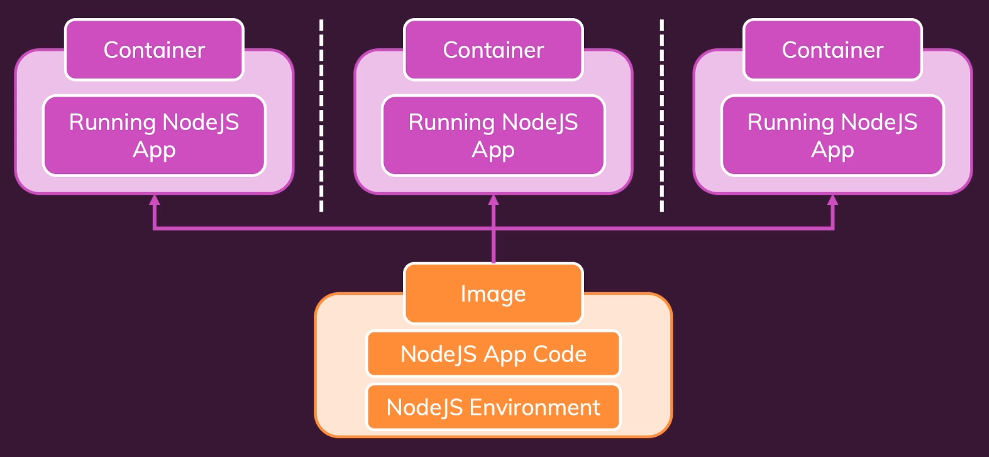 Container
Running NodeJS
App
Container
Running NodeJS
App
Container
Running NodeJS
App
Image
NodeJS App Code
NodeJS Environment